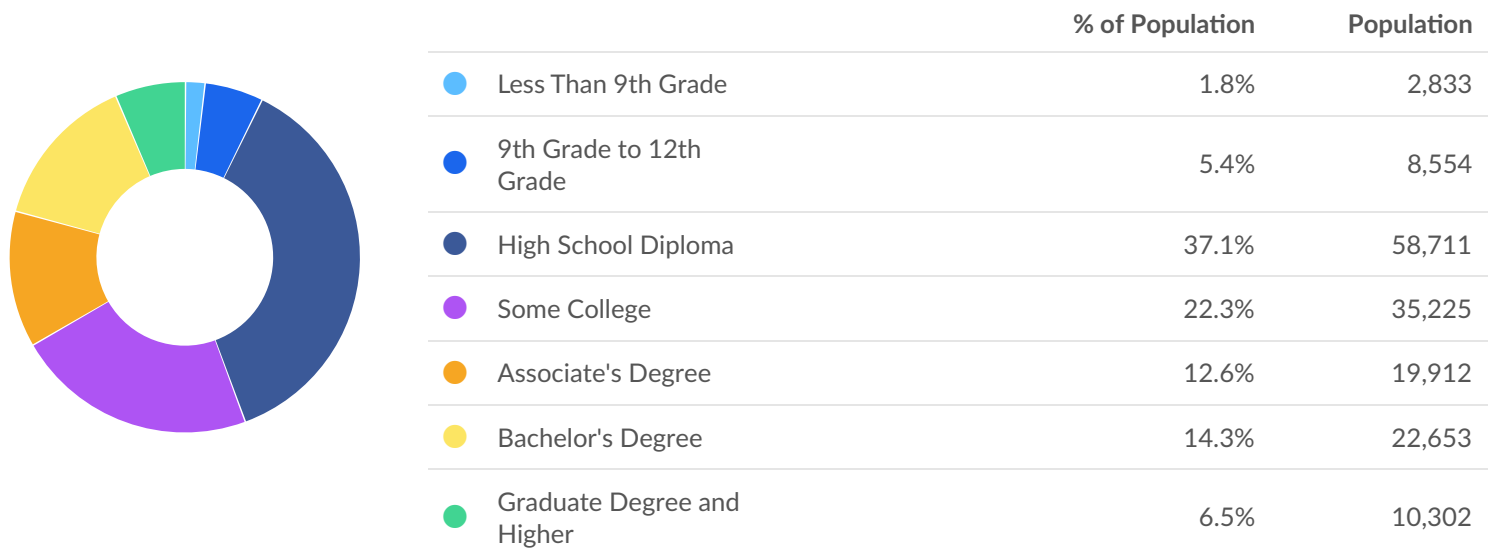 % of Population Population
Less Than 9th Grade 1.8% 2,833
9th Grade to 12th
Grade 5.4% 8,554
High School Diploma 37.1% 58,711
Some College 22.3% 35,225
Associate's Degree 12.6% 19,912
Bachelor's Degree 14.3% 22,653
Graduate Degree and
Higher 6.5% 10,302